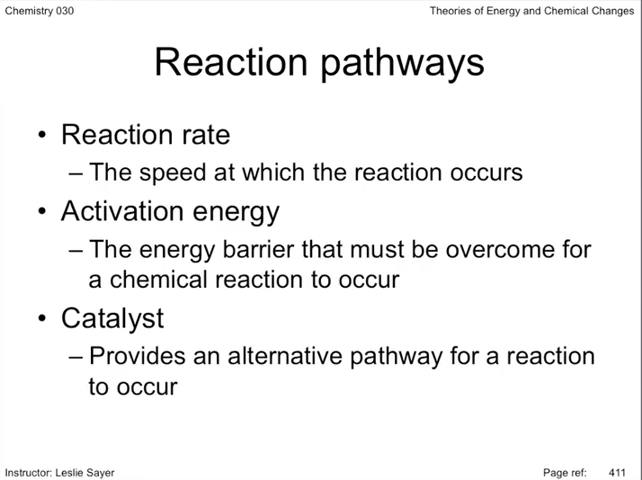 Chemistry 030
Theories of Energy and Chemical Changes
Reaction pathways
• Reaction rate
– The speed at which the reaction occurs
• Activation energy
– The energy barrier that must be overcome for
a chemical reaction to occur
• Catalyst
– Provides an alternative pathway for a reaction
to occur
Instructor: Leslie Sayer
Page ref: 411